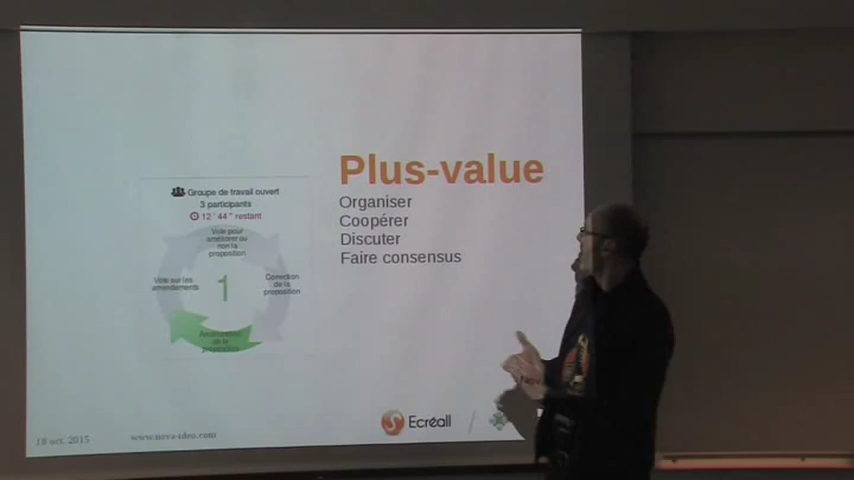 Plus-value
Organiser
Coopérer
Discuter
Faire consensus
Groupe de travail ouvert
3 participants
12 ' 44 '' restant
Vote pour
améliorer ou
non la
proposition
Vote sur les
amendements
1
Correction
de la
proposition
Amélioration
de la
proposition
18 oct. 2015
www.nova-ideo.com
Ecréall